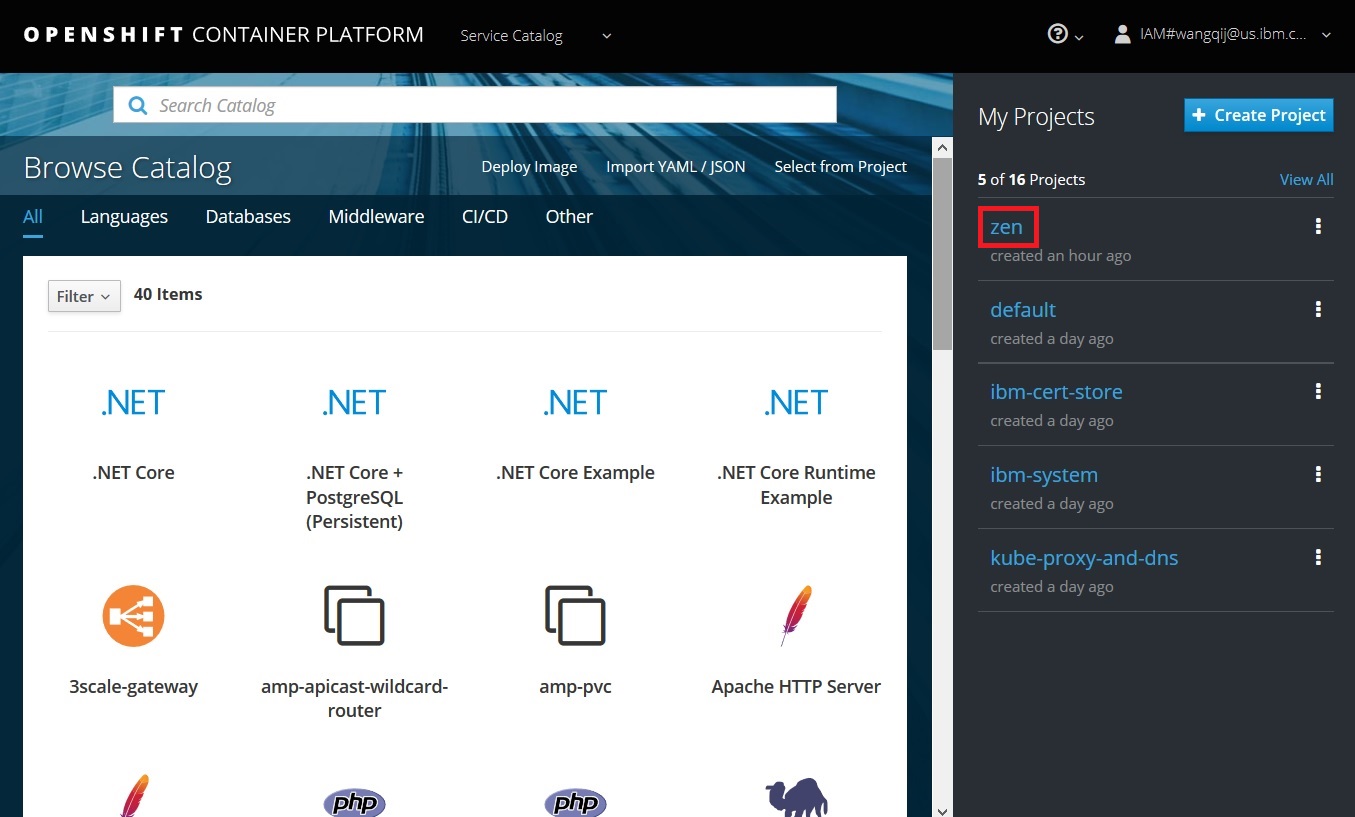 OPENSHIFT CONTAINER PLATFORM
Service Catalog
IAM#wangqij@us.ibm.c...
Search Catalog
Browse Catalog
Deploy Image
Import YAML / JSON
Select from Project
All
Languages
Databases
Middleware
CI/CD
Other
Filter
40 Items
.NET
.NET
.NET
.NET
.NET Core
.NET Core +
PostgreSQL
(Persistent)
.NET Core Example
.NET Core Runtime
Example
3scale-gateway
amp-apicast-wildcard-
router
amp-pvc
Apache HTTP Server
php
php
My Projects
+ Create Project
5 of 16 Projects
View All
zen
created an hour ago
default
created a day ago
ibm-cert-store
created a day ago
ibm-system
created a day ago
kube-proxy-and-dns
created a day ago